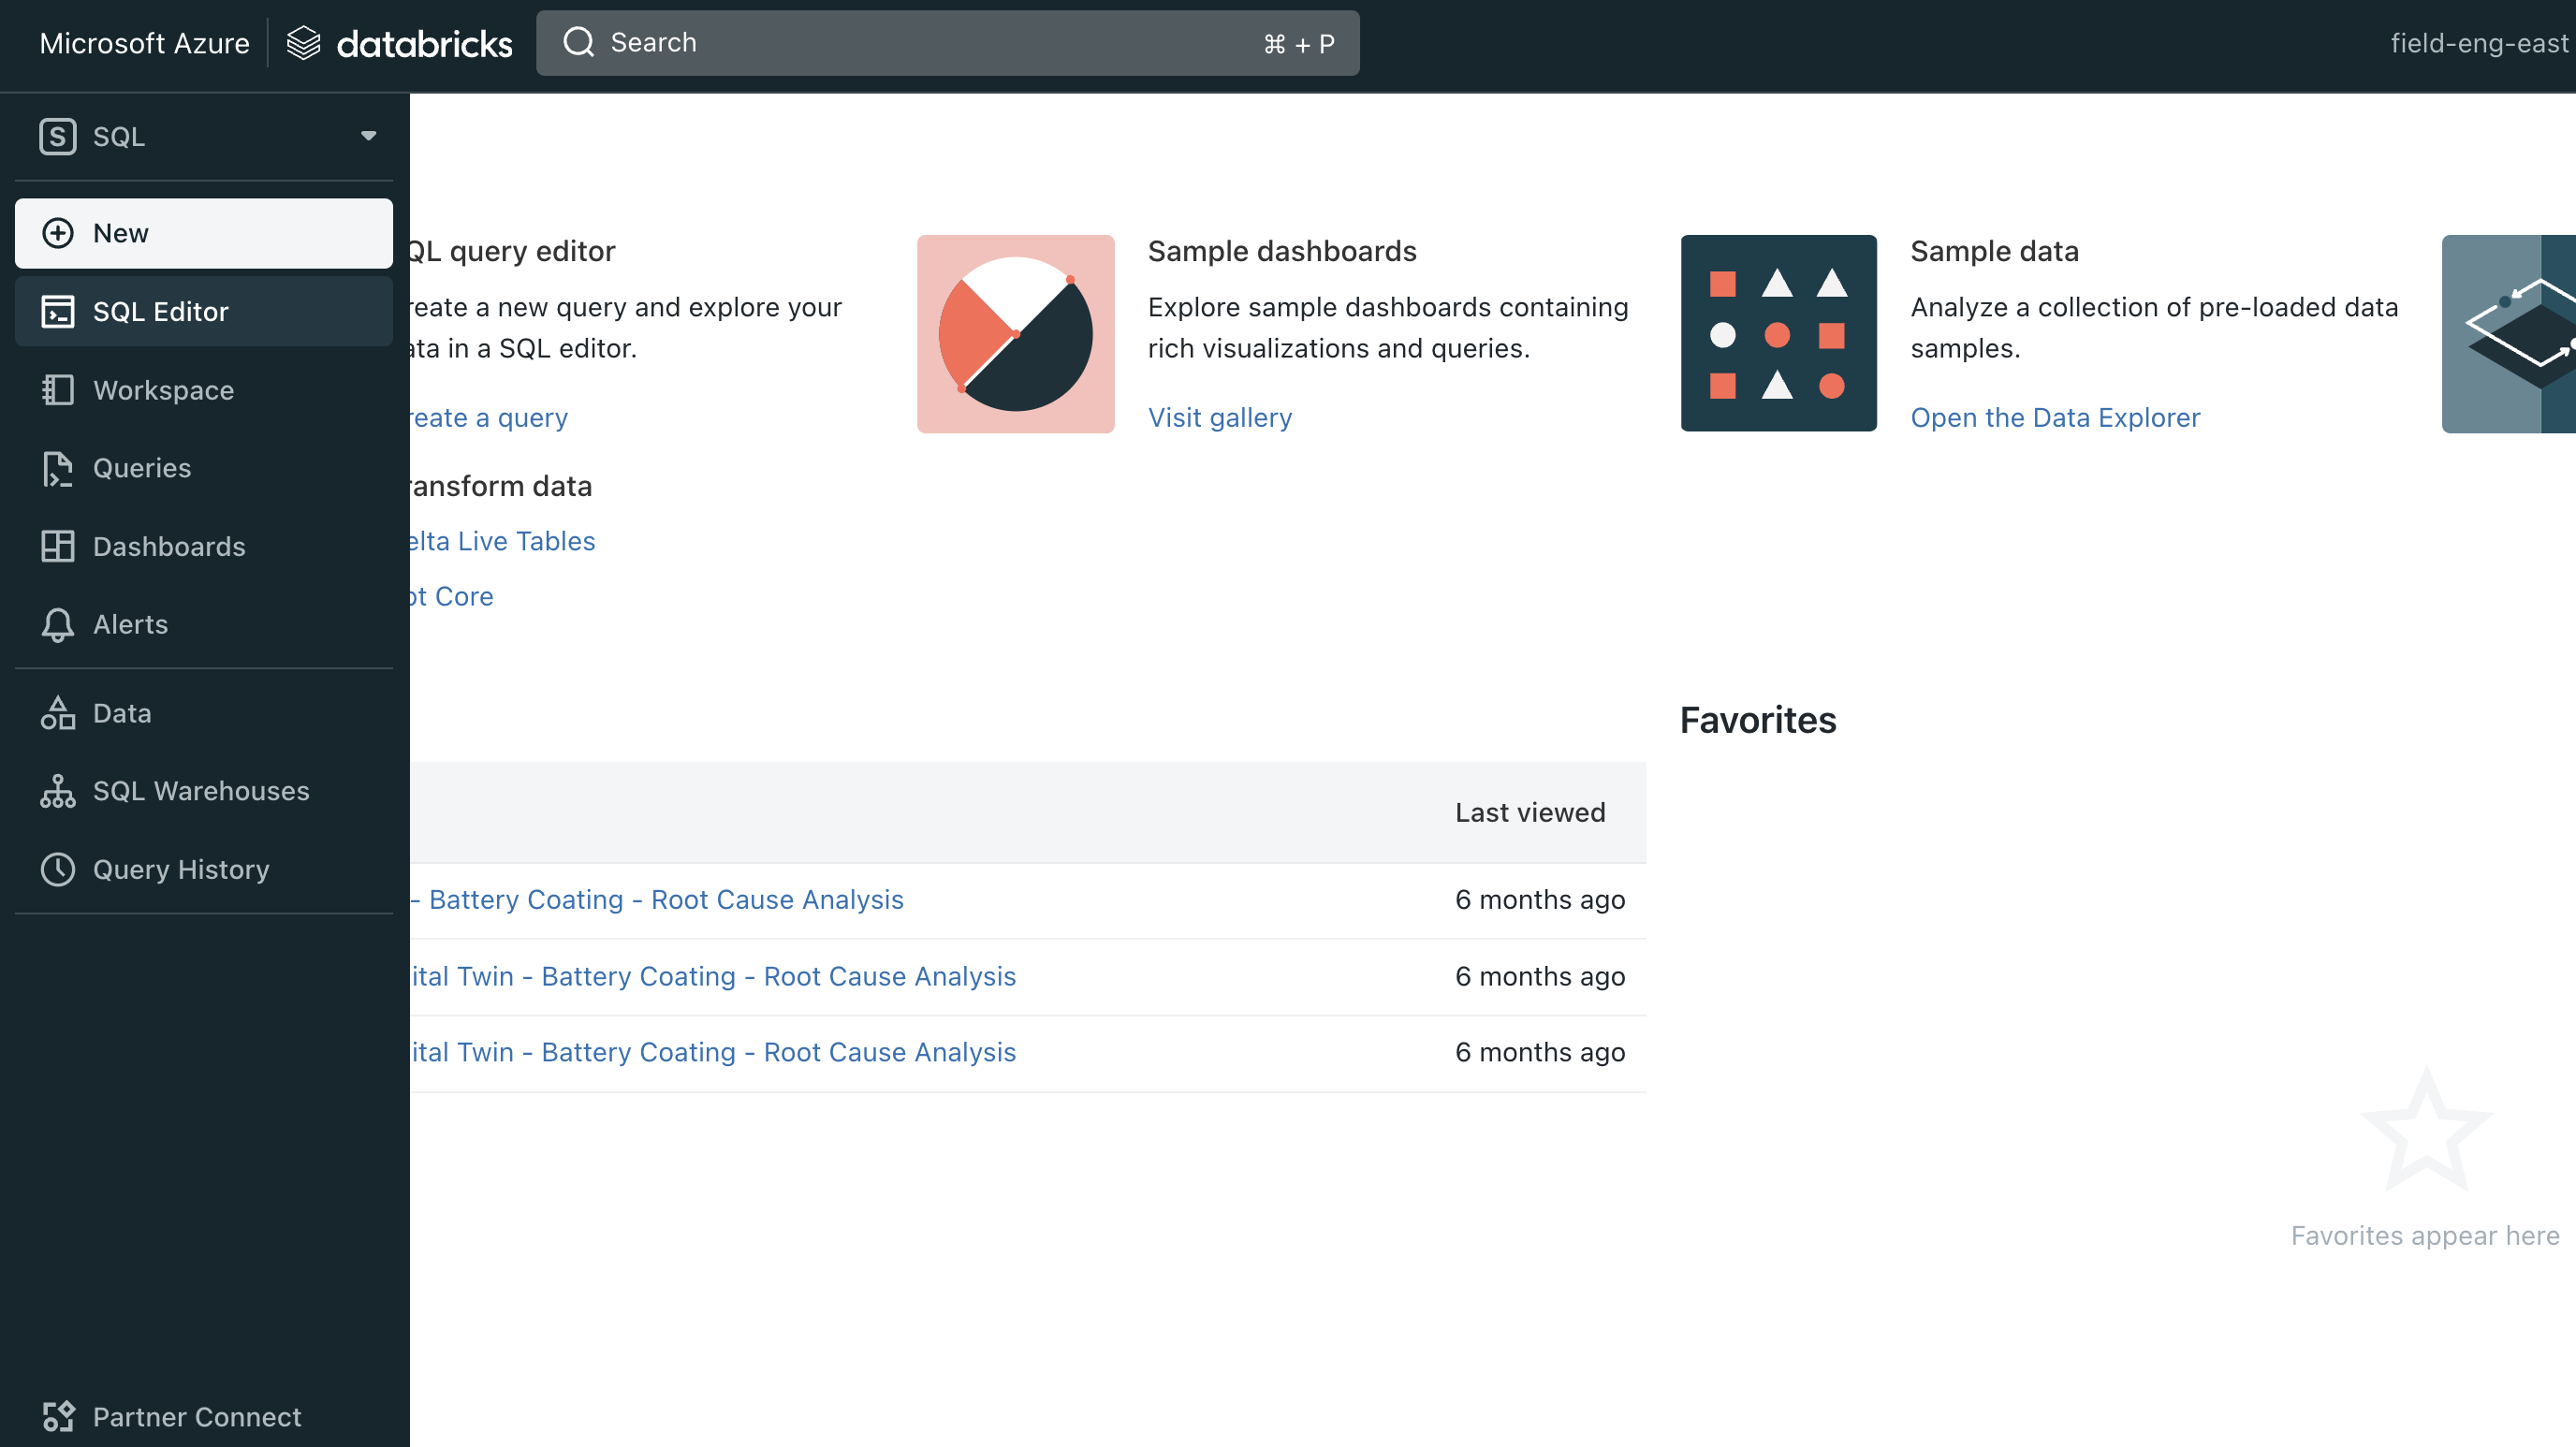 Microsoft Azure databricks Search ⌘ + P field-eng-east
S SQL
New
SQL Editor
Workspace
Queries
Dashboards
Alerts
Data
SQL Warehouses
Query History
Partner Connect
QL query editor
reate a new query and explore your
ata in a SQL editor.
reate a query
ransform data
elta Live Tables
bt Core
Sample dashboards
Explore sample dashboards containing
rich visualizations and queries.
Visit gallery
Sample data
Analyze a collection of pre-loaded data
samples.
Open the Data Explorer
Last viewed
- Battery Coating - Root Cause Analysis 6 months ago
ital Twin - Battery Coating - Root Cause Analysis 6 months ago
ital Twin - Battery Coating - Root Cause Analysis 6 months ago
Favorites
Favorites appear here